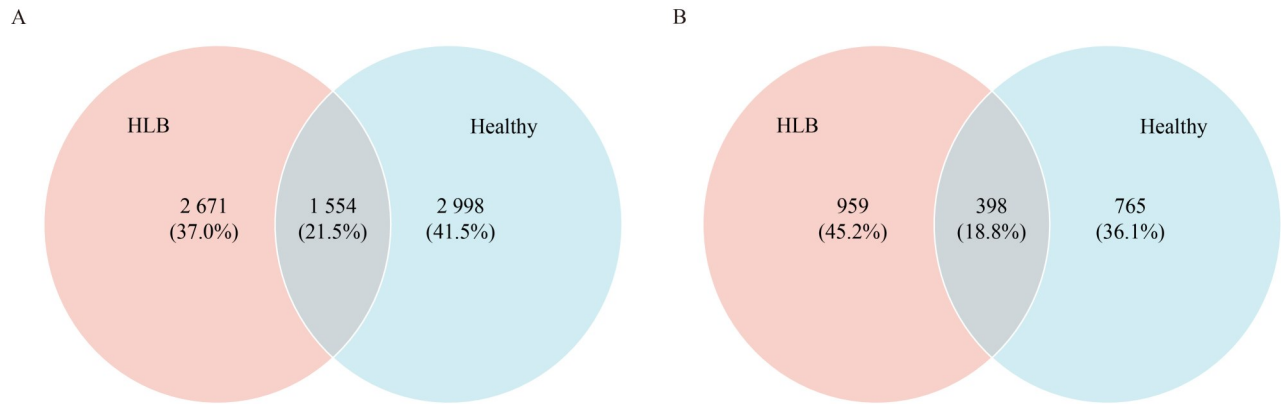 A
HLB
Healthy
2 671
(37.0%)
1 554
(21.5%)
2 998
(41.5%)
B
HLB
Healthy
959
(45.2%)
398
(18.8%)
765
(36.1%)